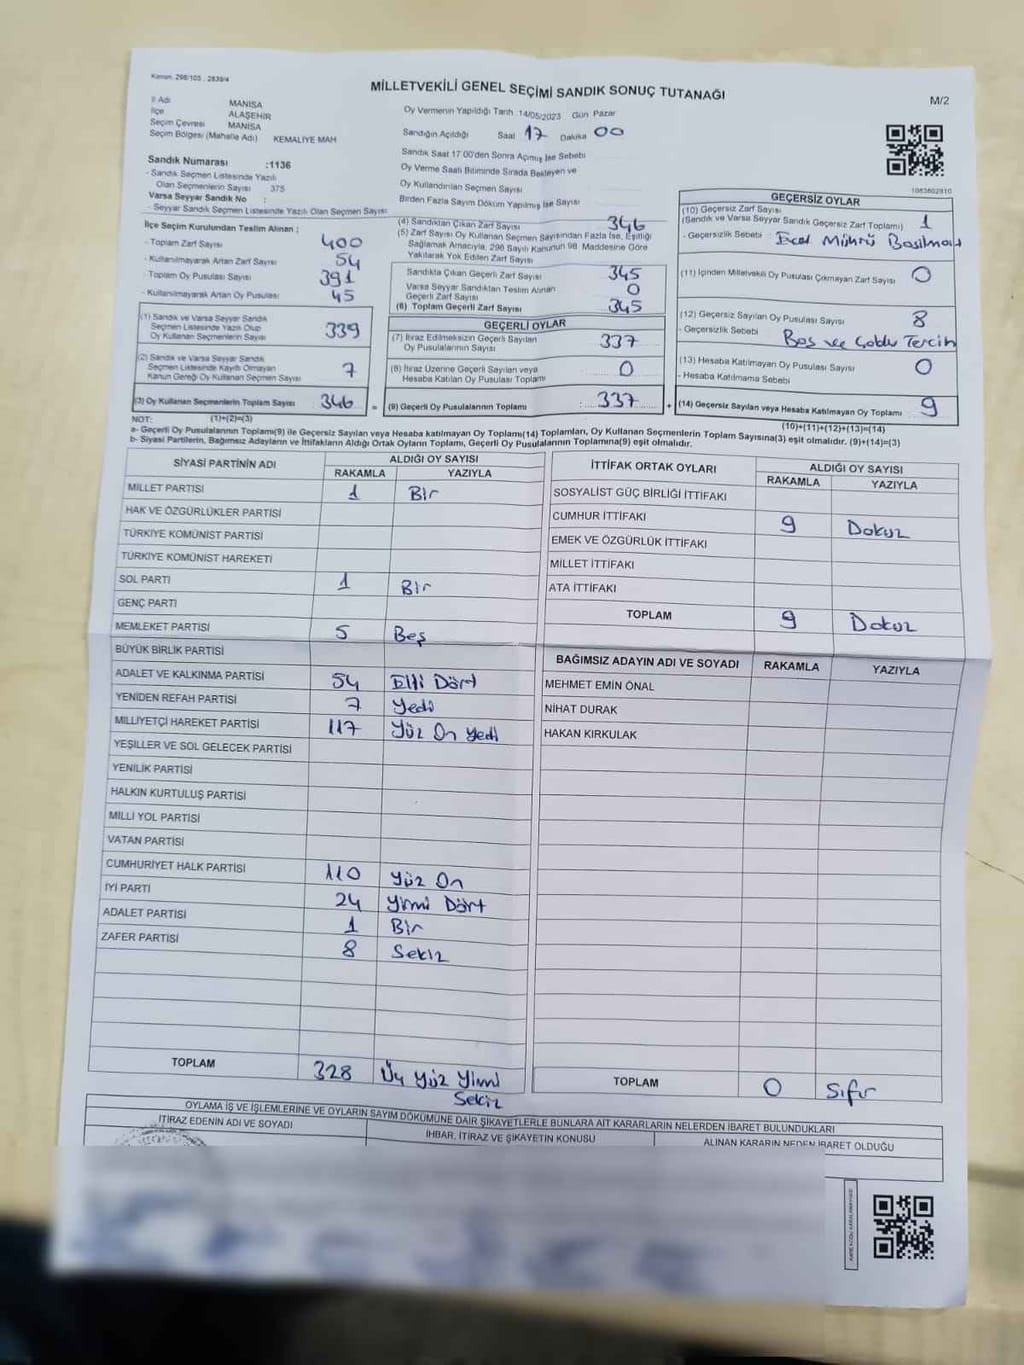 Kanun. 298/105 , 2839/4
MİLLETVEKİLİ GENEL SEÇİMİ SANDIK SONUÇ TUTANAĞI
M/2
İl Adı MANİSA
İlçe ALAŞEHİR
Seçim Çevresi MANİSA
Seçim Bölgesi (Mahalle Adı) KEMALİYE MAH
Sandık Numarası :1136
- Sandık Seçmen Listesinde Yazılı
Olan Seçmenlerin Sayısı 375
Varsa Seyyar Sandık No :
- Seyyar Sandık Seçmen Listesinde Yazılı Olan Seçmen Sayısı:
Oy Vermenin Yapıldığı Tarih 14/05/2023 Gün Pazar
Sandığın Açıldığı Saat 17 Dakika 00
Sandık Saat 17 00'den Sonra Açımış İse Sebebi
Oy Verme Saati Bitiminde Sırada Bekleyen ve
Oy Kullandırılan Seçmen Sayısı
Birden Fazla Sayım Döküm Yapılmış İse Sayısı
1083602910
İlçe Seçim Kurulundan Teslim Alınan ;
- Toplam Zarf Sayısı 400
- Kullanılmayarak Artan Zarf Sayısı 54
- Toplam Oy Pusulası Sayısı 391
- Kullanılmayarak Artan Oy Pusulası 45
(1) Sandık ve Varsa Seyyar Sandık
Seçmen Listesinde Yazılı Olup
Oy Kullanan Seçmenlerin Sayısı 339
(2) Sandık ve Varsa Seyyar Sandık
Seçmen Listesinde Kayıtlı Olmayan
Kanun Gereği Oy Kullanan Seçmen Sayısı 7
(3) Oy Kullanan Seçmenlerin Toplam Sayısı 346 =
(4) Sandıktan Çıkan Zarf Sayısı 346
(5) Zarf Sayısı Oy Kullanan Seçmen Sayısından Fazla İse, Eşitliği
Sağlamak Amacıyla, 298 Sayılı Kanunun 98 Maddesine Göre
Yakılarak Yok Edilen Zarf Sayısı
Sandıkta Çıkan Geçerli Zarf Sayısı 345
Varsa Seyyar Sandıktan Teslim Alınan
Geçerli Zarf Sayısı 0
(6) Toplam Geçerli Zarf Sayısı 345
GEÇERLİ OYLAR
(7) İtiraz Edilmeksizin Geçerli Sayılan
Oy Pusulalarının Sayısı 337
(8) İtiraz Üzerine Geçerli Sayılan veya
Hesaba Katılan Oy Pusulası Toplamı 0
(9) Geçerli Oy Pusulalarının Toplamı : 337 +
GEÇERSİZ OYLAR
(10) Geçersiz Zarf Sayısı
(Sandık ve Varsa Seyyar Sandık Geçersiz Zarf Toplamı) 1
- Geçersizlik Sebebi
(11) İçinden Milletvekili Oy Pusulası Çıkmayan Zarf Sayısı 0
(12) Geçersiz Sayılan Oy Pusulası Sayısı 8
- Geçersizlik Sebebi Boş ve Çoklu Tercih
(13) Hesaba Katılmayan Oy Pusulası Sayısı 0
- Hesaba Katılmama Sebebi
(14) Geçersiz Sayılan veya Hesaba Katılmayan Oy Toplamı 9
NOT: (1)+(2)=(3)
(10)+(11)+(12)+(13)=(14)
a- Geçerli Oy Pusulalarının Toplamı(9) ile Geçersiz Sayılan veya Hesaba katılmayan Oy Toplamı(14) Toplamları, Oy Kullanan Seçmenlerin Toplam Sayısına(3) eşit olmalıdır. (9)+(14)=(3)
b- Siyasi Partilerin, Bağımsız Adayların ve İttifakların Aldığı Ortak Oyların Toplamı, Geçerli Oy Pusulalarının Toplamına(9) eşit olmalıdır.
SİYASİ PARTİNİN ADI ALDIĞI OY SAYISI
RAKAMLA YAZIYLA
MİLLET PARTİSİ 1 Bir
HAK VE ÖZGÜRLÜKLER PARTİSİ
TÜRKİYE KOMÜNİST PARTİSİ
TÜRKİYE KOMÜNİST HAREKETİ
SOL PARTİ 1 Bir
GENÇ PARTİ
MEMLEKET PARTİSİ 5 Beş
BÜYÜK BİRLİK PARTİSİ
ADALET VE KALKINMA PARTİSİ 54 Elli Dört
YENİDEN REFAH PARTİSİ 7 Yedi
MİLLİYETÇİ HAREKET PARTİSİ 117 Yüz On Yedi
YEŞİLLER VE SOL GELECEK PARTİSİ
YENİLİK PARTİSİ
HALKIN KURTULUŞ PARTİSİ
MİLLİ YOL PARTİSİ
VATAN PARTİSİ
CUMHURİYET HALK PARTİSİ 110 Yüz On
İYİ PARTİ 24 Yirmi Dört
ADALET PARTİSİ 1 Bir
ZAFER PARTİSİ 8 Sekiz
TOPLAM 328 Üç Yüz Yirmi
Sekiz
İTTİFAK ORTAK OYLARI ALDIĞI OY SAYISI
RAKAMLA YAZIYLA
SOSYALİST GÜÇ BİRLİĞİ İTTİFAKI
CUMHUR İTTİFAKI 9 Dokuz
EMEK VE ÖZGÜRLÜK İTTİFAKI
MİLLET İTTİFAKI
ATA İTTİFAKI
TOPLAM 9 Dokuz
BAĞIMSIZ ADAYIN ADI VE SOYADI RAKAMLA YAZIYLA
MEHMET EMİN ÖNAL
NİHAT DURAK
HAKAN KIRKULAK
TOPLAM 0 Sıfır
OYLAMA İŞ VE İŞLEMLERİNE VE OYLARIN SAYIM DÖKÜMÜNE DAİR ŞİKAYETLERLE BUNLARA AİT KARARLARIN NELERDEN İBARET BULUNDUKLARI
İTİRAZ EDENİN ADI VE SOYADI İHBAR, İTİRAZ VE ŞİKAYETİN KONUSU ALINAN KARARIN NEDEN İBARET OLDUĞU